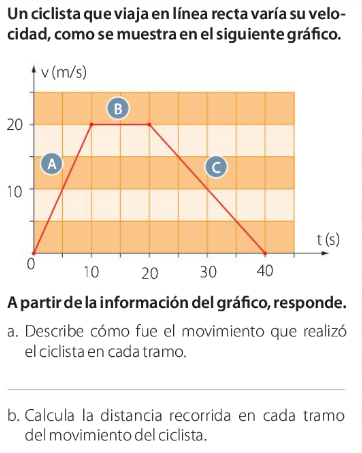 Un ciclista que viaja en línea recta varía su velo-
cidad, como se muestra en el siguiente gráfico.
v (m/s)
B
20
A
C
10
t (s)
0
10
20
30
40
A partir de la información del gráfico, responde.
a. Describe cómo fue el movimiento que realizó
el ciclista en cada tramo.
b. Calcula la distancia recorrida en cada tramo
del movimiento del ciclista.